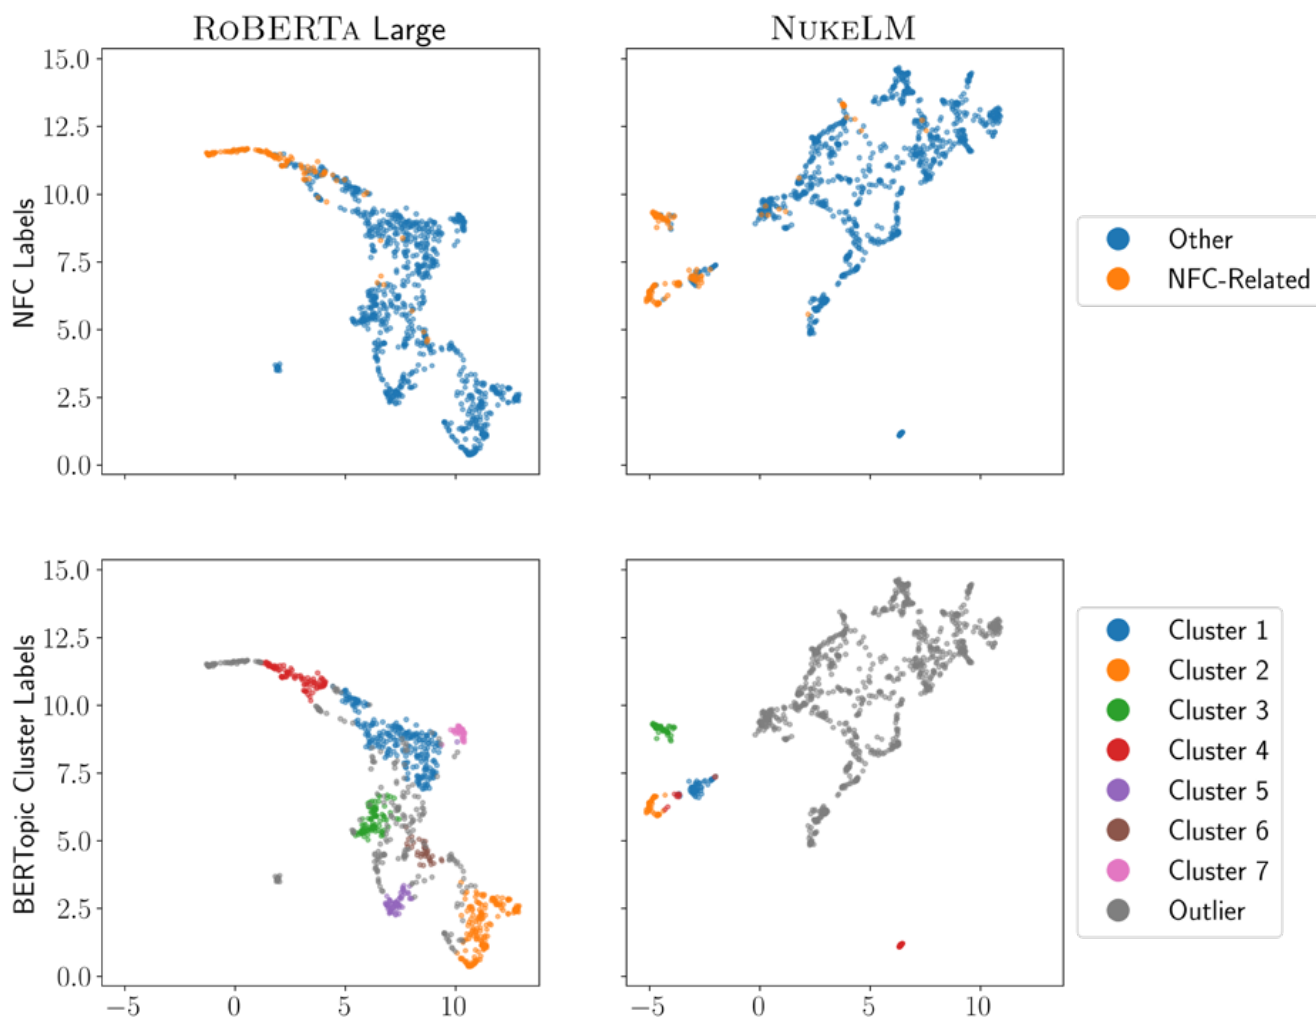 RoBERTa Large
NukeLM
15.0
12.5
10.0
7.5
5.0
2.5
0.0
NFC Labels
Other
NFC-Related
15.0
12.5
10.0
7.5
5.0
2.5
0.0
BERTopic Cluster Labels
−5 0 5 10
−5 0 5 10
Cluster 1
Cluster 2
Cluster 3
Cluster 4
Cluster 5
Cluster 6
Cluster 7
Outlier